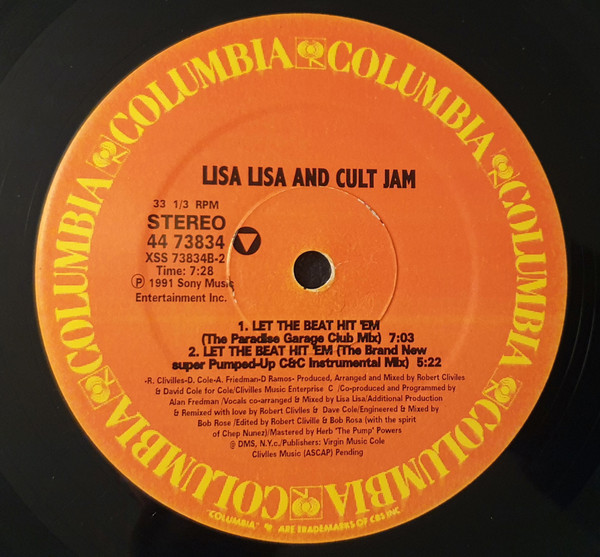 COLUMBIA COLUMBIA COLUMBIA COLUMBIA COLUMBIA COLUMBIA
LISA LISA AND CULT JAM
33 1/3 RPM
STEREO
44 73834
XSS 73834B-2
Time: 7:28
℗ 1991 Sony Music
Entertainment Inc.
1. LET THE BEAT HIT 'EM
(The Paradise Garage Club Mix) 7:03
2. LET THE BEAT HIT 'EM (The Brand New
super Pumped-Up C&C Instrumental Mix) 5:22
-R. Clivilles-D. Cole-A. Friedman-D Ramos- Produced, Arranged and Mixed by Robert Cliviles
& David Cole for Cole/Clivilles Music Enterprise C /Co-produced and Programmed by
Alan Fredman /Vocals co-arranged & Mixed by Lisa Lisa/Additional Production
& Remixed with love by Robert Clivlles & Dave Cole/Engineered & Mixed by
Bob Rose /Edited by Robert Cliville & Bob Rosa (with the spirit
of Chep Nunez)/Mastered by Herb 'The Pump' Powers
@ DMS, N.Y.c./Publishers: Virgin Music Cole
Clivlles Music (ASCAP) Pending
"COLUMBIA," ARE TRADEMARKS OF CBS INC.